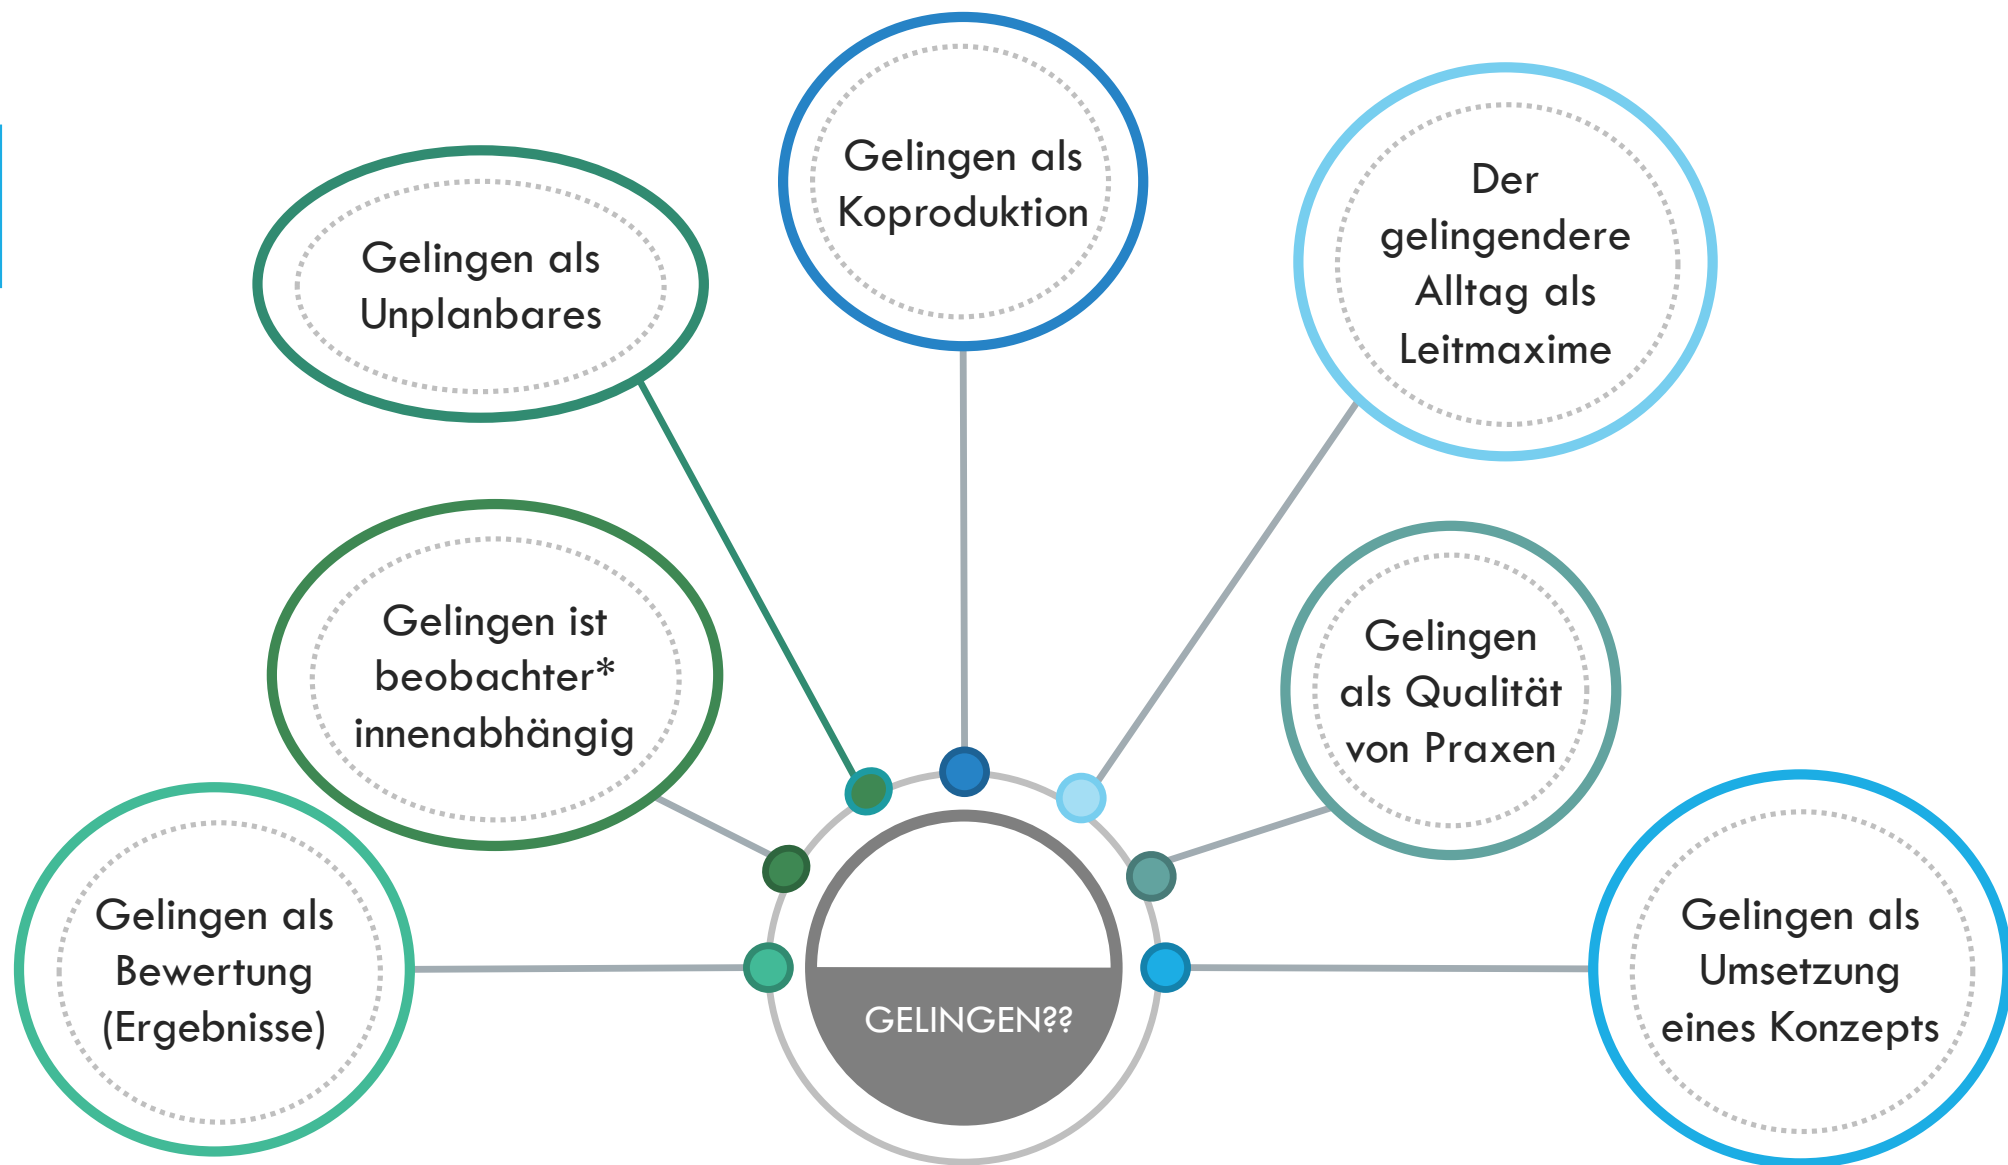 Gelingen als
Koproduktion
Der
gelingendere
Alltag als
Leitmaxime
Gelingen als
Unplanbares
Gelingen ist
beobachter*
innenabhängig
Gelingen
als Qualität
von Praxen
Gelingen als
Bewertung
(Ergebnisse)
Gelingen als
Umsetzung
eines Konzepts
GELINGEN??